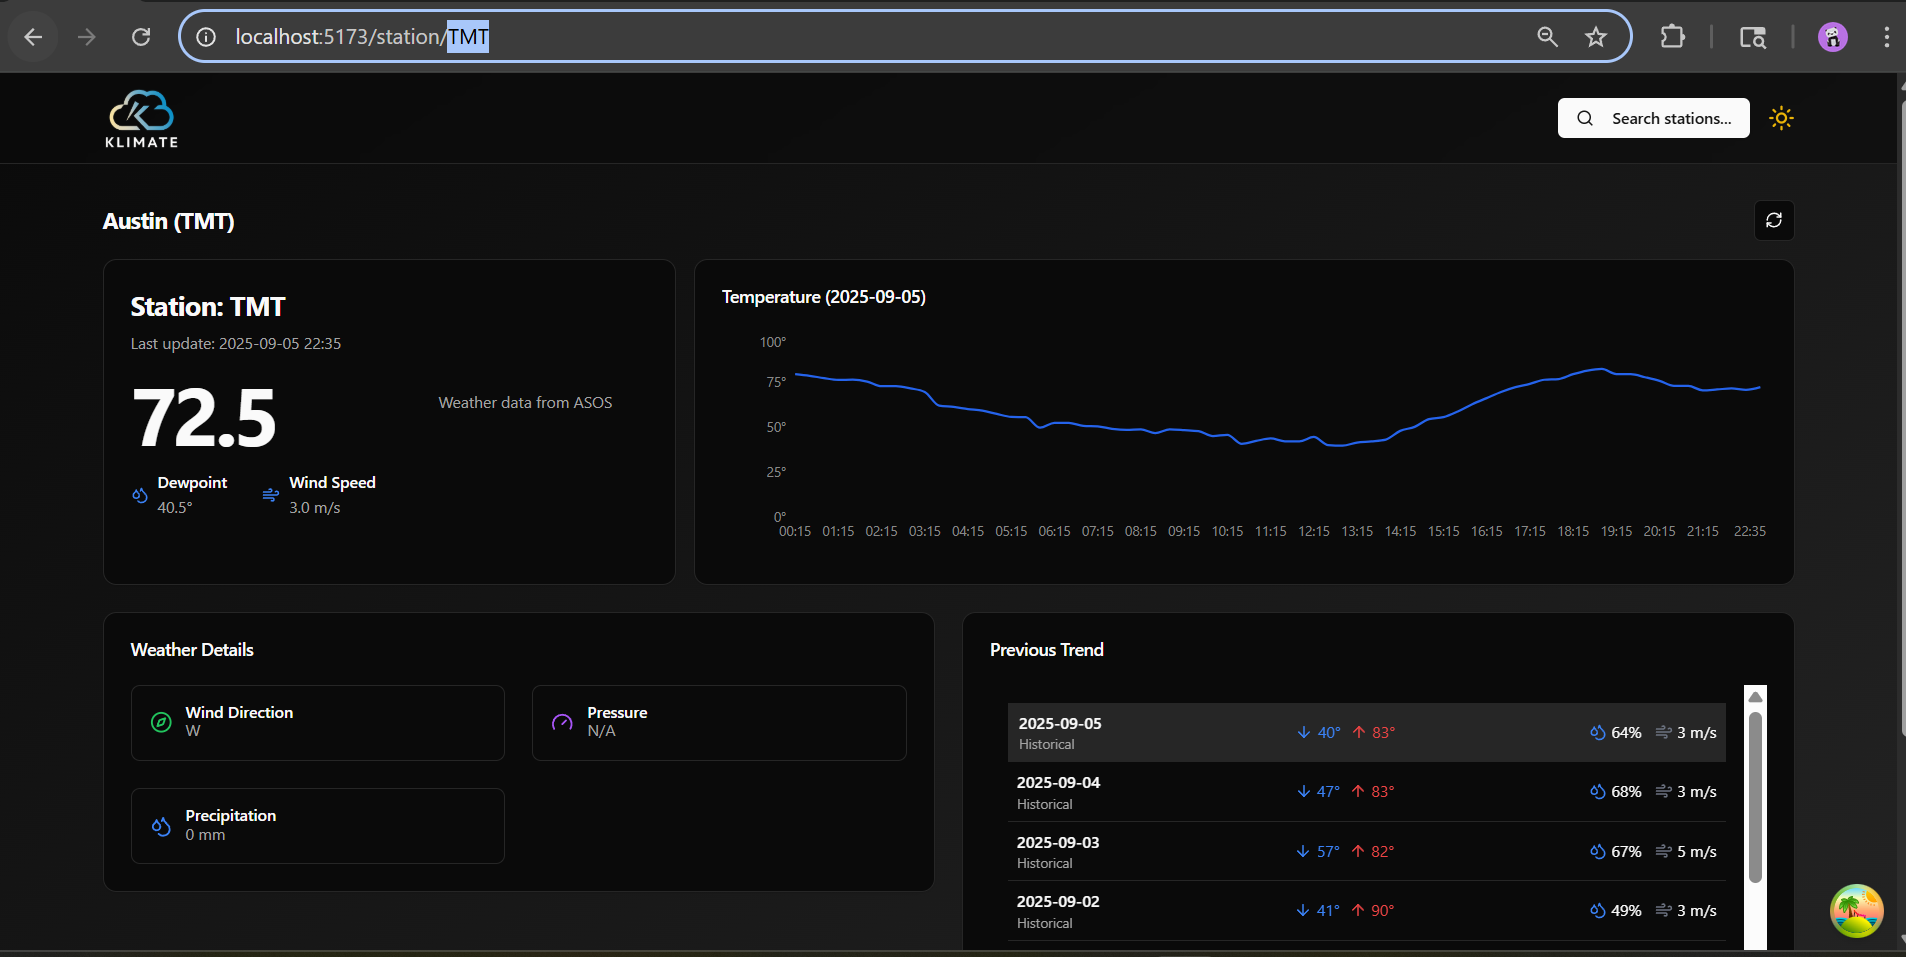 localhost:5173/station/TMT
KLIMATE
Search stations...
Austin (TMT)
Station: TMT
Last update: 2025-09-05 22:35
72.5
Weather data from ASOS
Dewpoint
40.5°
Wind Speed
3.0 m/s
Temperature (2025-09-05)
100°
75°
50°
25°
0°
00:15 01:15 02:15 03:15 04:15 05:15 06:15 07:15 08:15 09:15 10:15 11:15 12:15 13:15 14:15 15:15 16:15 17:15 18:15 19:15 20:15 21:15 22:35
Weather Details
Wind Direction
W
Pressure
N/A
Precipitation
0 mm
Previous Trend
2025-09-05
Historical
40° 83° 64% 3 m/s
2025-09-04
Historical
47° 83° 68% 3 m/s
2025-09-03
Historical
57° 82° 67% 5 m/s
2025-09-02
Historical
41° 90° 49% 3 m/s